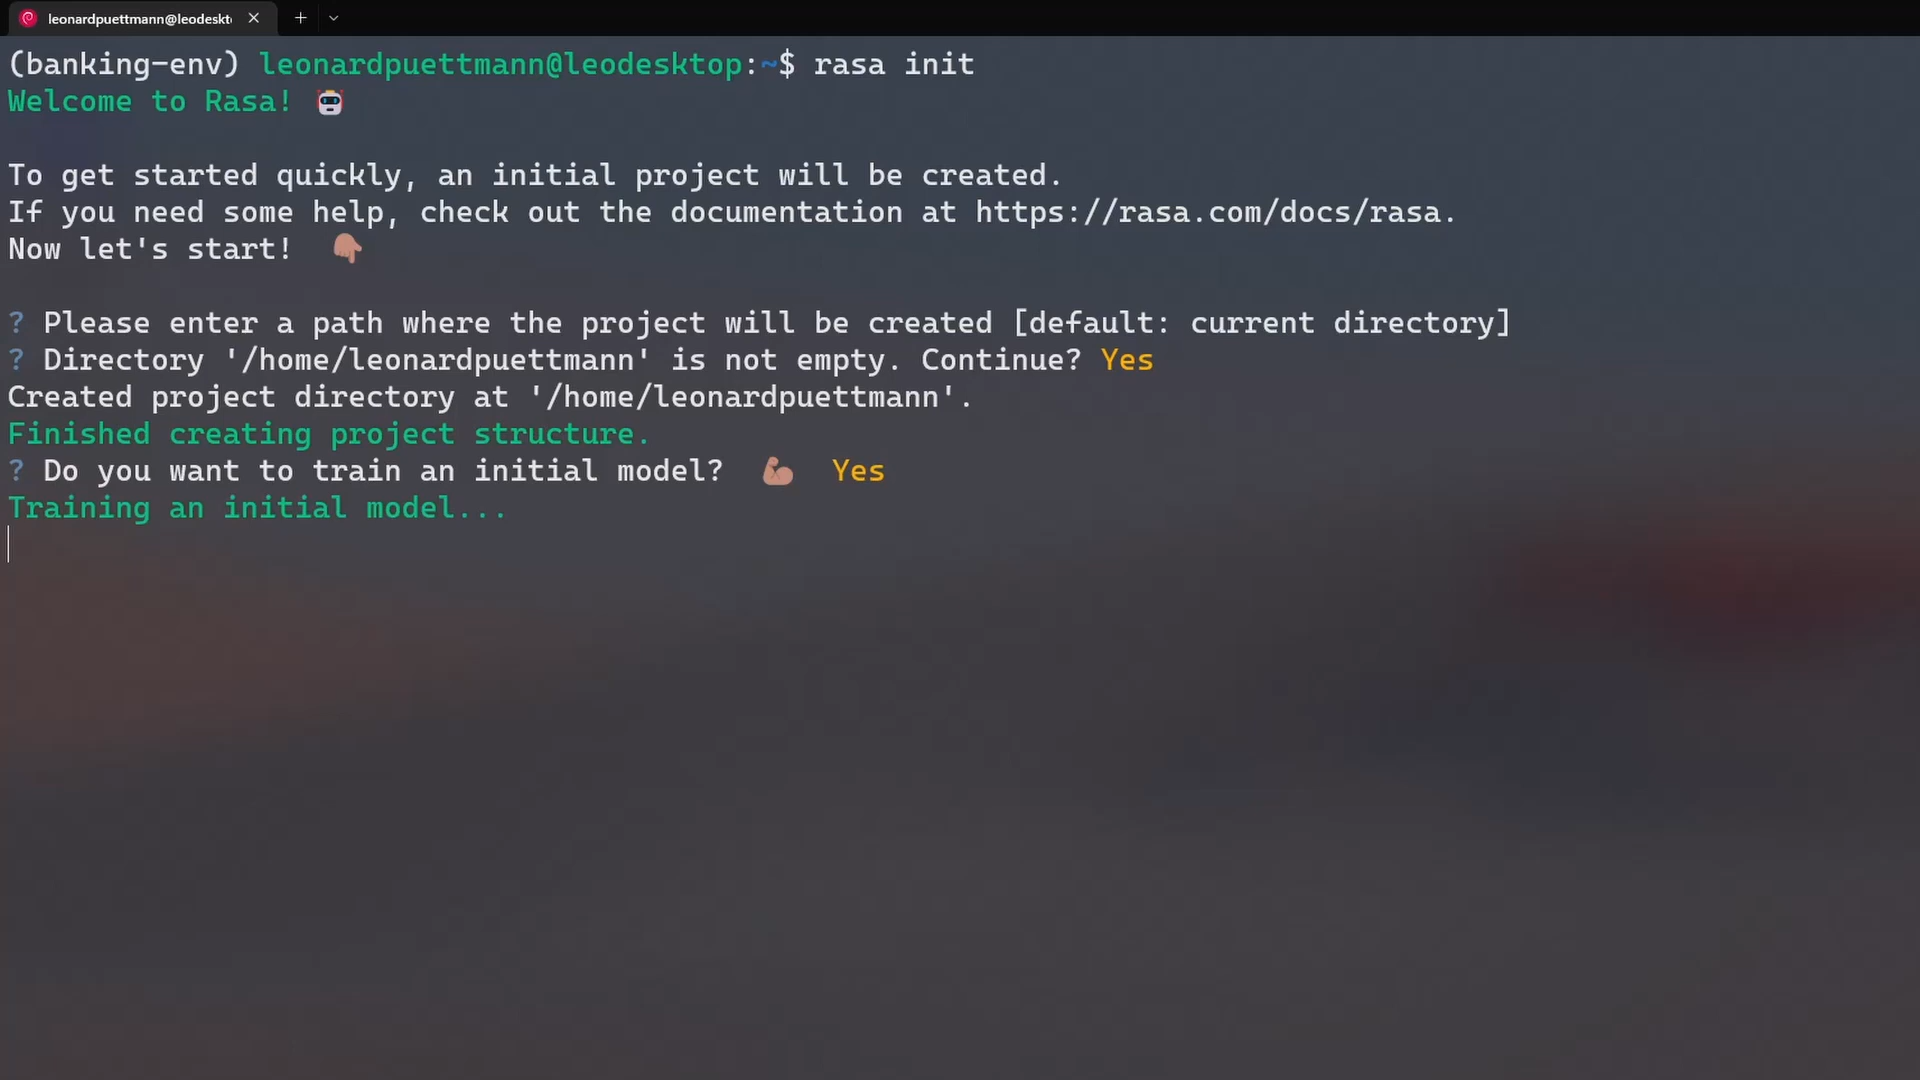 leonardpuettmann@leodeskt
(banking-env) leonardpuettmann@leodesktop:~$ rasa init
Welcome to Rasa! 🤖
To get started quickly, an initial project will be created.
If you need some help, check out the documentation at https://rasa.com/docs/rasa.
Now let's start! 👇🏽
? Please enter a path where the project will be created [default: current directory]
? Directory '/home/leonardpuettmann' is not empty. Continue? Yes
Created project directory at '/home/leonardpuettmann'.
Finished creating project structure.
? Do you want to train an initial model? 💪🏽 Yes
Training an initial model...